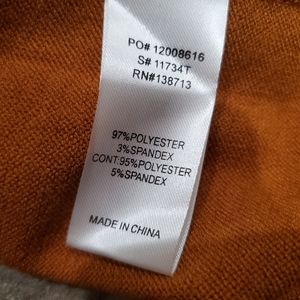 PO# 12008616
S# 11734T
RN#138713
97%POLYESTER
3%SPANDEX
CONT:95%POLYESTER
5%SPANDEX
MADE IN CHINA